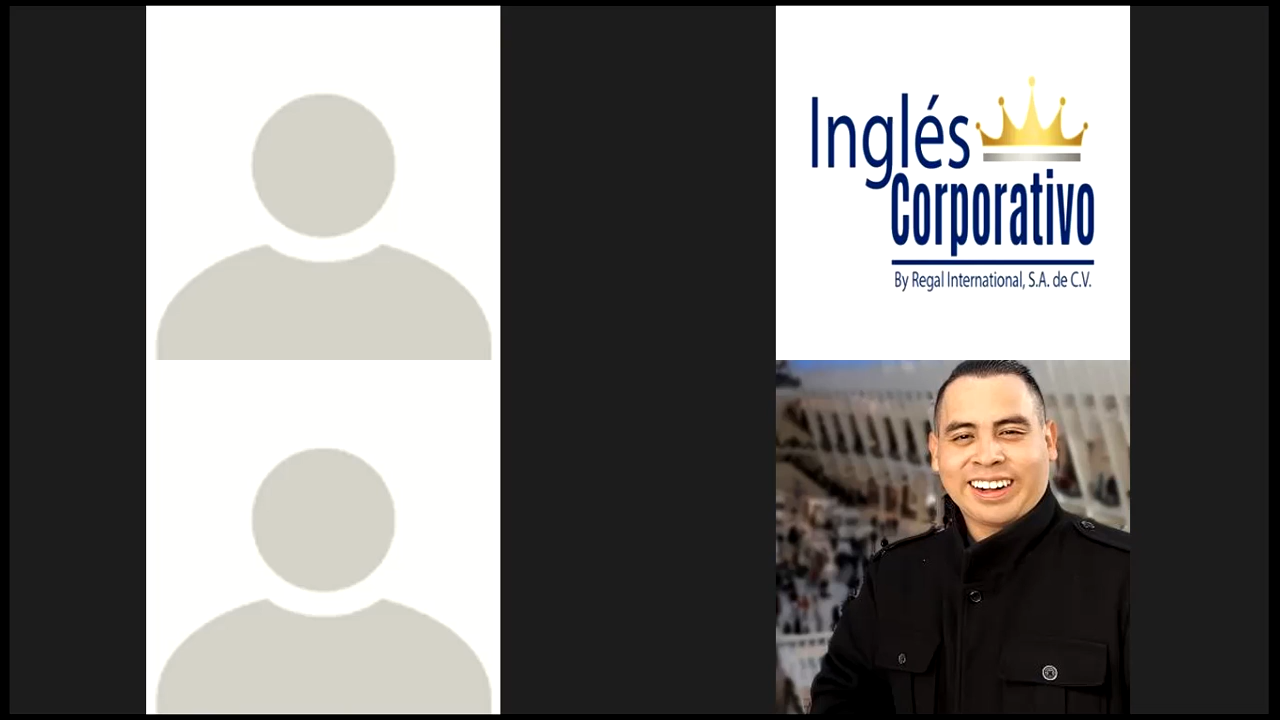 Inglés
Corporativo
By Regal International, S.A. de C.V.